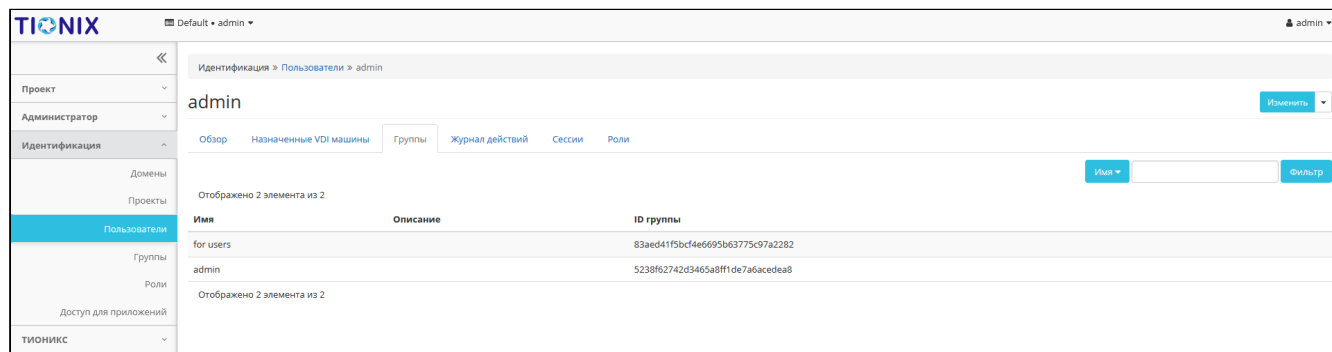 TIONIX
Default • admin
admin
Идентификация » Пользователи » admin
Проект
Администратор
Идентификация
Домены
Проекты
Пользователи
Группы
Роли
Доступ для приложений
ТИОНИКС
admin
Изменить
Обзор Назначенные VDI машины Группы Журнал действий Сессии Роли
Имя Фильтр
Отображено 2 элемента из 2
Имя Описание ID группы
for users 83aed41f5bcf4e6695b63775c97a2282
admin 5238f62742d3465a8ff1de7a6acedea8
Отображено 2 элемента из 2